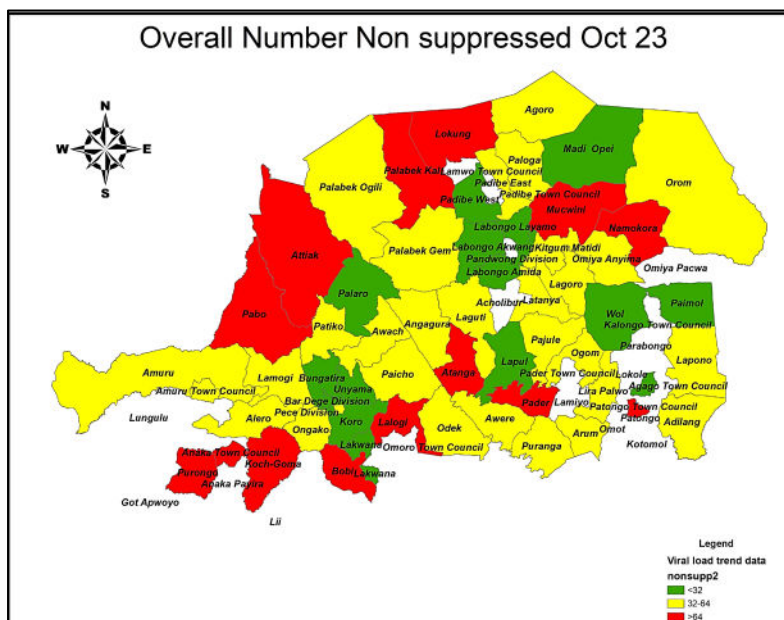 Overall Number Non suppressed Oct 23
N
W E
S
Agoro
Lokung
Madi Opei
Paloga
Palabek Kal
Lamwo Town Council
Orom
Palabek Ogili
Padibe East
Padibe West
Padibe Town Council
Mucwini
Labongo Layamo
Namokora
Attiak
Palabek Gem
Labongo Akwang
Kitgum Matidi
Pandwong Division
Omiya Anyima
Labongo Amida
Omiya Pacwa
Palaro
Lagoro
Pabo
Acholibur
Latanya
Wol
Paimol
Patiko
Awach
Angagura
Laguti
Kalongo Town Council
Pajule
Parabongo
Amuru
Lamogi
Bungatira
Paicho
Atanga
Lapul
Ogom
Lapono
Unyama
Pader Town Council
Lokole
Amuru Town Council
Bar Dege Division
Lira Palwo
Agago Town Council
Lungulu
Alero
Pece Division
Koro
Lalogi
Odek
Awere
Pader
Lamiyo
Patongo Town Council
Ongako
Patongo
Adilang
Lakwana
Omoro Town Council
Puranga
Arum
Omot
Kotomol
Anaka Town Council
Koch-Goma
Bobi
Lakwana
Purongo
Anaka Payira
Got Apwoyo
Lii
Legend
Viral load trend data
nonsupp2
<32
32-64
>64